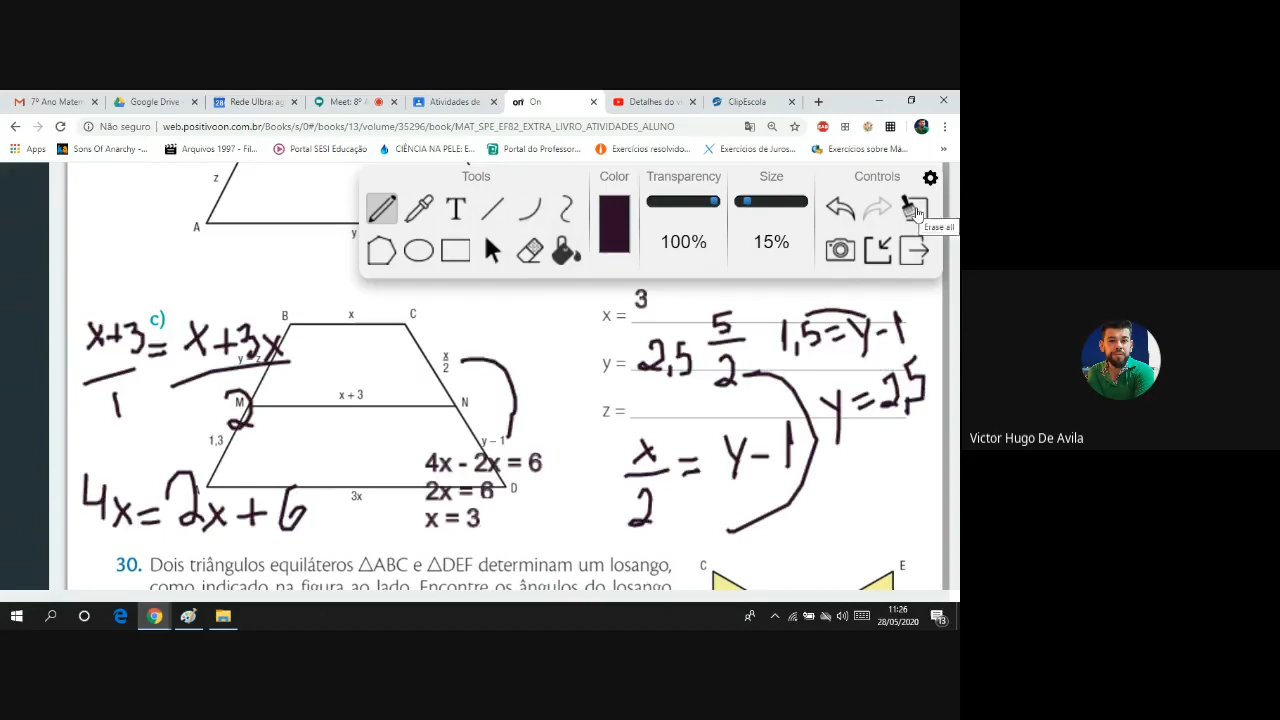 7º Ano Matem
Google Drive
Rede Ulbra: ag
Meet: 8º A
Atividades de
On
Detalhes do v
ClipEscola
Não seguro
web.positivoon.com.br/Books/s/0#/books/13/volume/35296/book/MAT_SPE_EF82_EXTRA_LIVRO_ATIVIDADES_ALUNO
Apps
Sons Of Anarchy -...
Arquivos 1997 - Fil...
Portal SESI Educação
CIÊNCIA NA PELE: E...
Portal do Professor...
Exercícios resolvido...
Exercícios de Juros...
Exercícios sobre Má...
Tools
Color
Transparency
Size
Controls
100%
15%
Erase all
z
A
y
c)
B
x
C
x
2
x + 3
M
N
1,3
y – 1
3x
D
x+3 = x+3x
1
2
4x = 2x + 6
4x - 2x = 6
2x = 6
x = 3
x = 3
y = 2,5
5
2
z =
1,5 = y-1
y = 2,5
x = y-1
2
30. Dois triângulos equiláteros △ABC e △DEF determinam um losango,
como indicado na figura ao lado. Encontre os ângulos do losango
C
E
Victor Hugo De Avila
11:26
28/05/2020
13